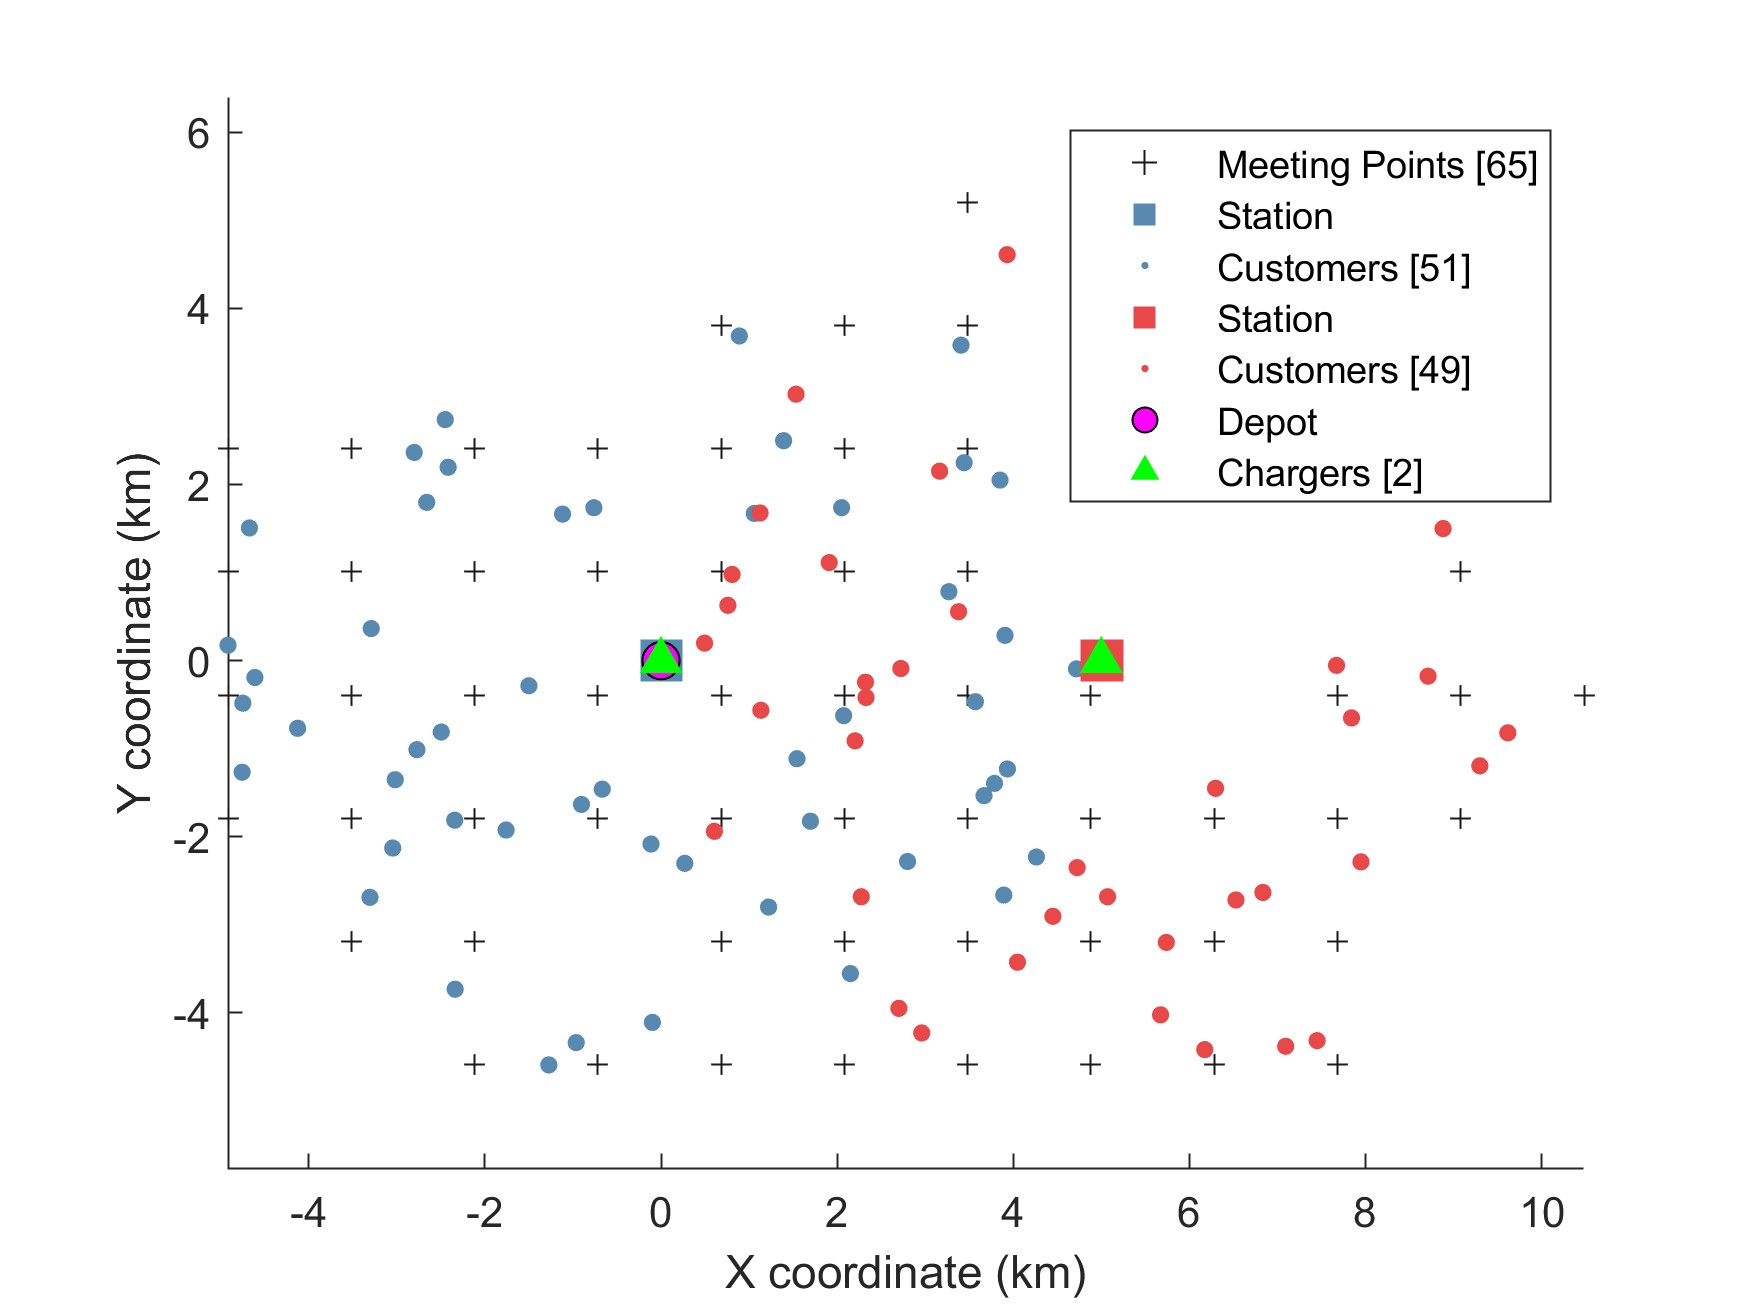 6
4
2
0
-2
-4
Y coordinate (km)
Meeting Points [65]
Station
Customers [51]
Station
Customers [49]
Depot
Chargers [2]
-4 -2 0 2 4 6 8 10
X coordinate (km)